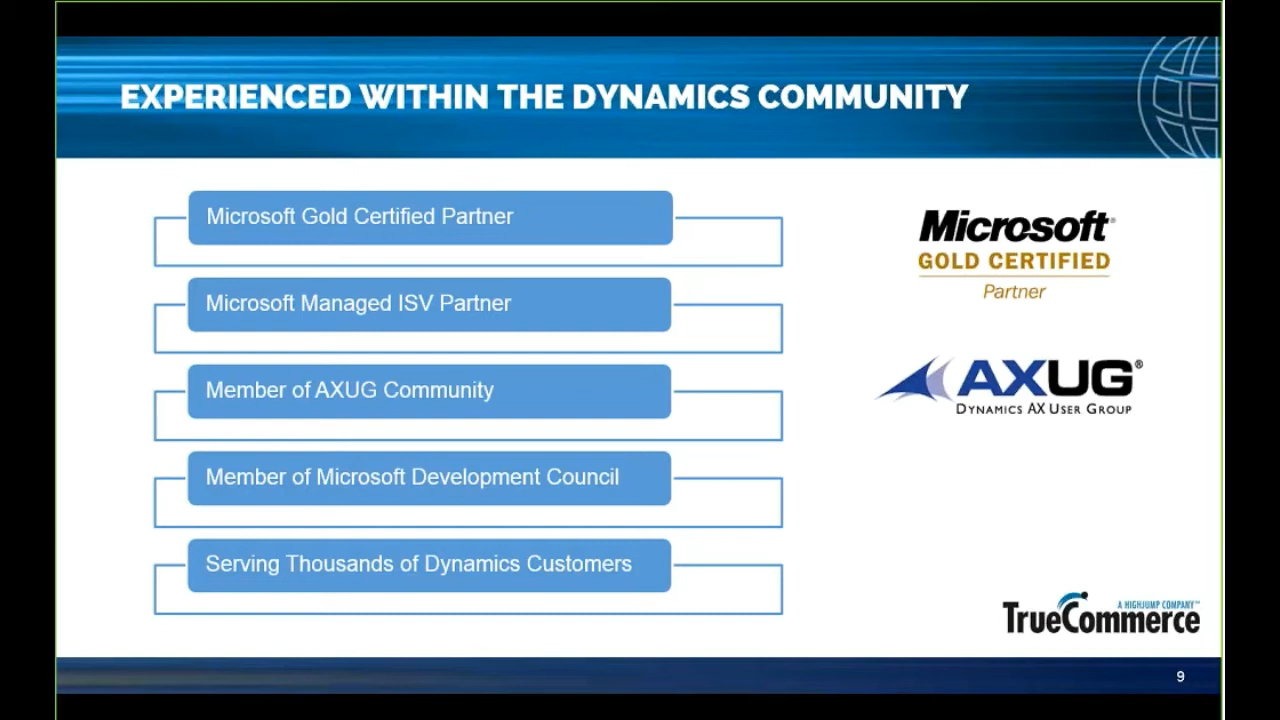 EXPERIENCED WITHIN THE DYNAMICS COMMUNITY
Microsoft Gold Certified Partner
Microsoft Managed ISV Partner
Member of AXUG Community
Member of Microsoft Development Council
Serving Thousands of Dynamics Customers
Microsoft®
GOLD CERTIFIED
Partner
AXUG®
DYNAMICS AX USER GROUP
A HIGHJUMP COMPANY™
TrueCommerce
9